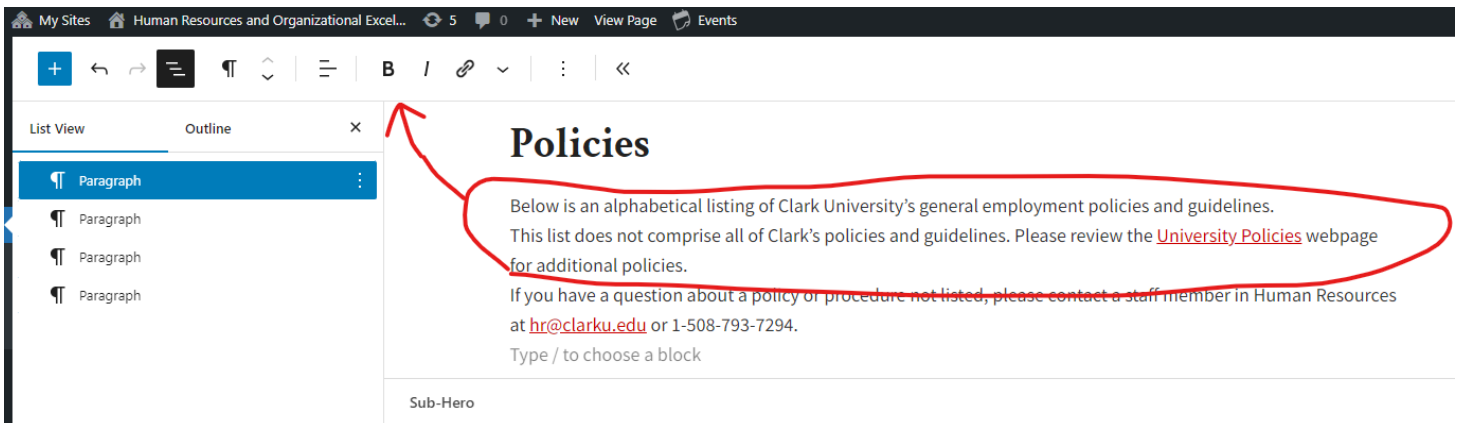 My Sites Human Resources and Organizational Excel... 5 0 New View Page Events
B I
List View Outline
Policies
Paragraph
Below is an alphabetical listing of Clark University’s general employment policies and guidelines.
Paragraph
This list does not comprise all of Clark’s policies and guidelines. Please review the University Policies webpage
Paragraph
for additional policies.
Paragraph
If you have a question about a policy or procedure not listed, please contact a staff member in Human Resources
at hr@clarku.edu or 1-508-793-7294.
Type / to choose a block
Sub-Hero